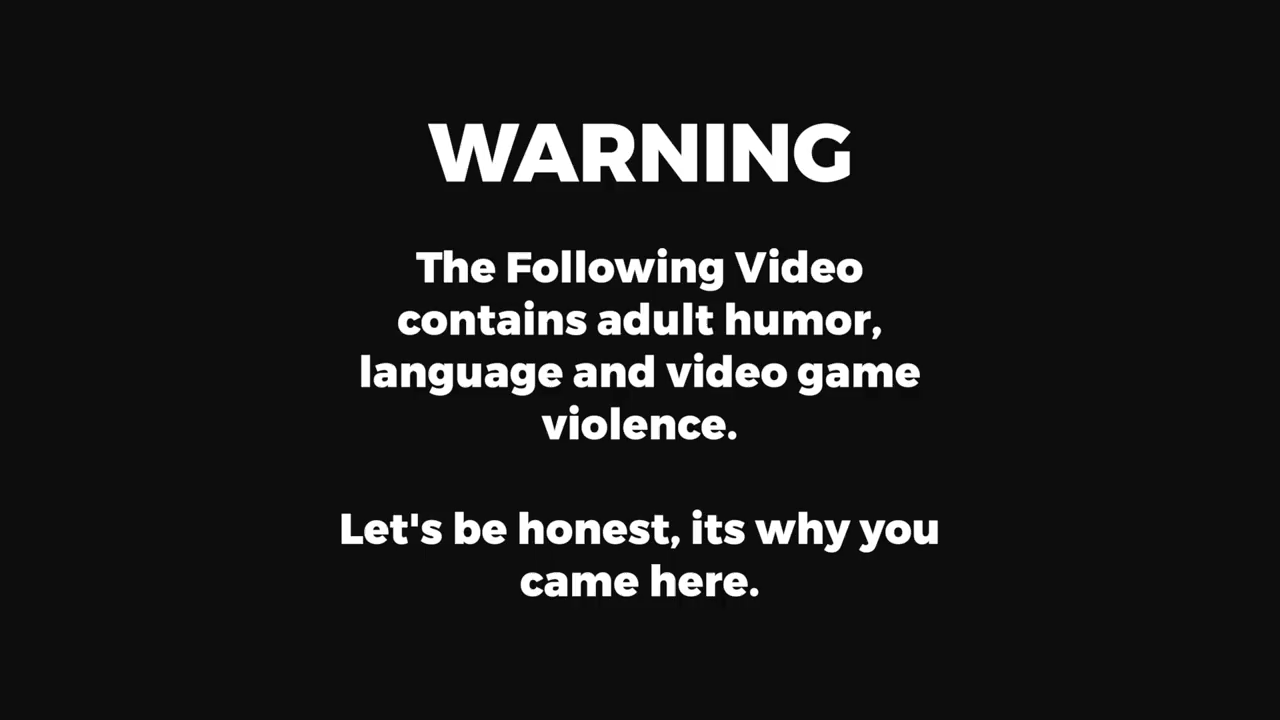 WARNING
The Following Video
contains adult humor,
language and video game
violence.
Let's be honest, its why you
came here.